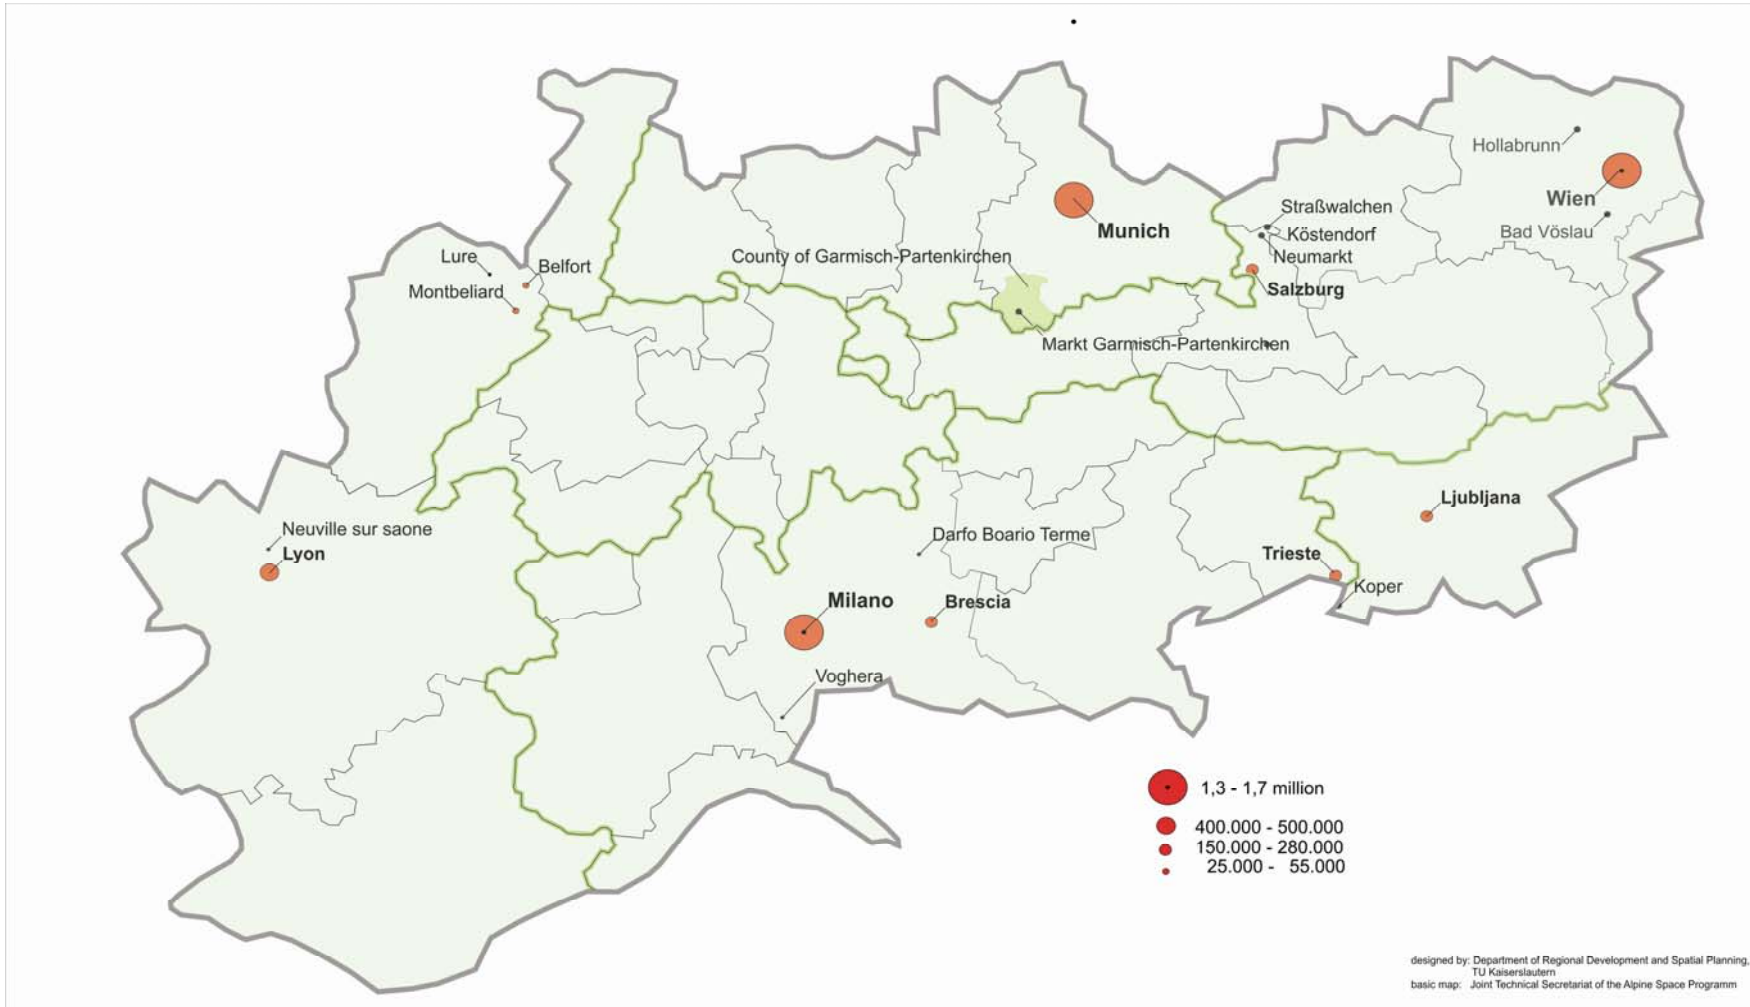 Hollabrunn
Wien
Straßwalchen
Bad Vöslau
Köstendorf
Munich
Neumarkt
County of Garmisch-Partenkirchen
Lure
Belfort
Montbeliard
Salzburg
Markt Garmisch-Partenkirchen
Ljubljana
Neuville sur saone
Darfo Boario Terme
Lyon
Trieste
Koper
Milano
Brescia
Voghera
1,3 - 1,7 million
400.000 - 500.000
150.000 - 280.000
25.000 - 55.000
designed by: Department of Regional Development and Spatial Planning,
TU Kaiserslautern
basic map: Joint Technical Secretariat of the Alpine Space Programm